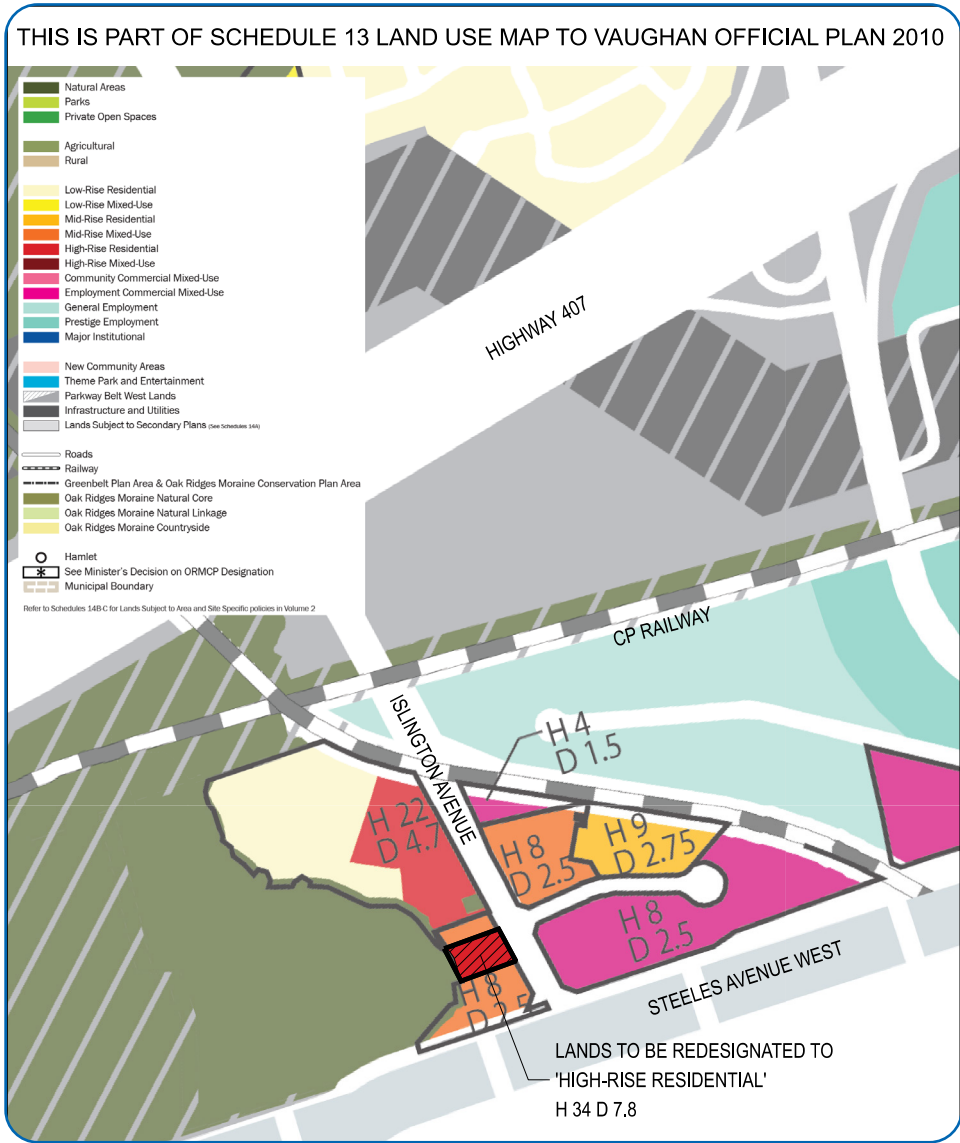 THIS IS PART OF SCHEDULE 13 LAND USE MAP TO VAUGHAN OFFICIAL PLAN 2010
Natural Areas
Parks
Private Open Spaces
Agricultural
Rural
Low-Rise Residential
Low-Rise Mixed-Use
Mid-Rise Residential
Mid-Rise Mixed-Use
High-Rise Residential
High-Rise Mixed-Use
Community Commercial Mixed-Use
Employment Commercial Mixed-Use
General Employment
Prestige Employment
Major Institutional
New Community Areas
Theme Park and Entertainment
Parkway Belt West Lands
Infrastructure and Utilities
Lands Subject to Secondary Plans (See Schedules 14A)
Roads
Railway
Greenbelt Plan Area & Oak Ridges Moraine Conservation Plan Area
Oak Ridges Moraine Natural Core
Oak Ridges Moraine Natural Linkage
Oak Ridges Moraine Countryside
Hamlet
See Minister's Decision on ORMCP Designation
Municipal Boundary
Refer to Schedules 14B-C for Lands Subject to Area and Site Specific policies in Volume 2
HIGHWAY 407
CP RAILWAY
ISLINGTON AVENUE
H 4
D 1.5
H 22
D 4.7
H 8
D 2.5
H 9
D 2.75
H 8
D 2.5
H 8
D 2.5
STEELES AVENUE WEST
LANDS TO BE REDESIGNATED TO
'HIGH-RISE RESIDENTIAL'
H 34 D 7.8